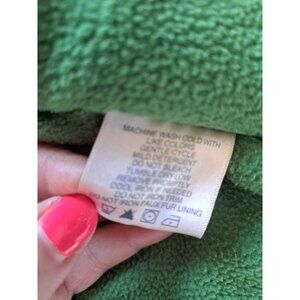 MACHINE WASH COLD WITH
LIKE COLORS
GENTLE CYCLE
MILD DETERGENT
DO NOT BLEACH
TUMBLE DRY LOW
REMOVE PROMPTLY
COOL IRON IF NEEDED
DO NOT IRON TRIM
DO NOT IRON FAUX FUR LINING